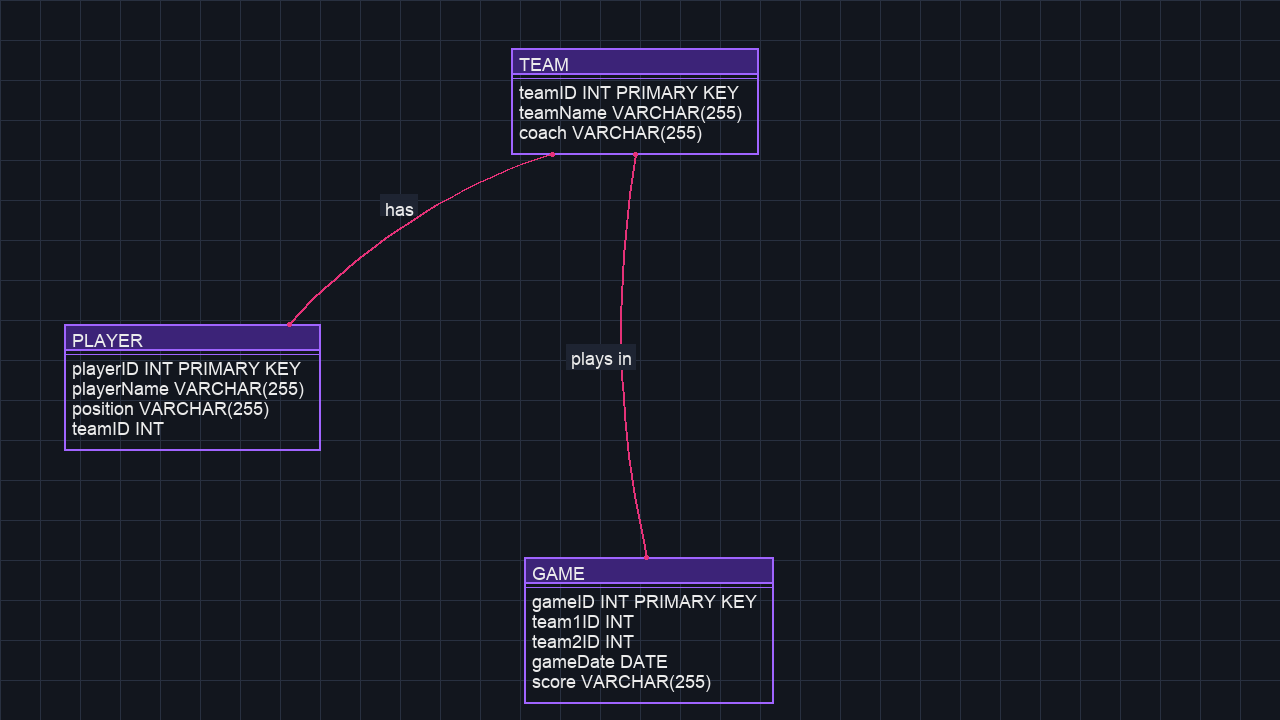 TEAM
teamID INT PRIMARY KEY
teamName VARCHAR(255)
coach VARCHAR(255)
has
PLAYER
playerID INT PRIMARY KEY
playerName VARCHAR(255)
position VARCHAR(255)
teamID INT
plays in
GAME
gameID INT PRIMARY KEY
team1ID INT
team2ID INT
gameDate DATE
score VARCHAR(255)